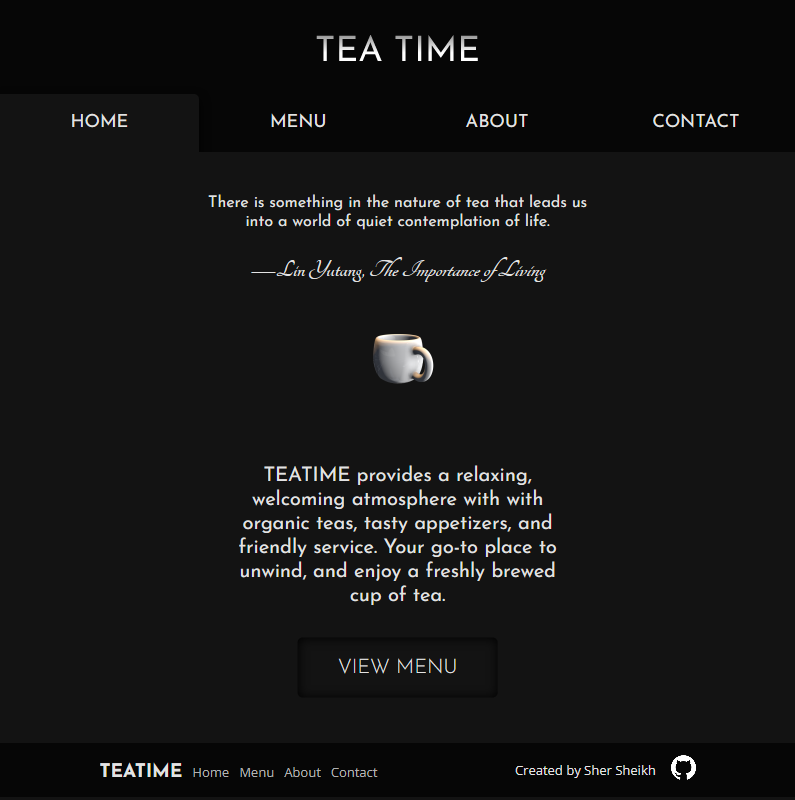 TEA TIME
HOME MENU ABOUT CONTACT
There is something in the nature of tea that leads us
into a world of quiet contemplation of life.
—Lin Yutang, The Importance of Living
TEATIME provides a relaxing,
welcoming atmosphere with with
organic teas, tasty appetizers, and
friendly service. Your go-to place to
unwind, and enjoy a freshly brewed
cup of tea.
VIEW MENU
TEATIME Home Menu About Contact Created by Sher Sheikh